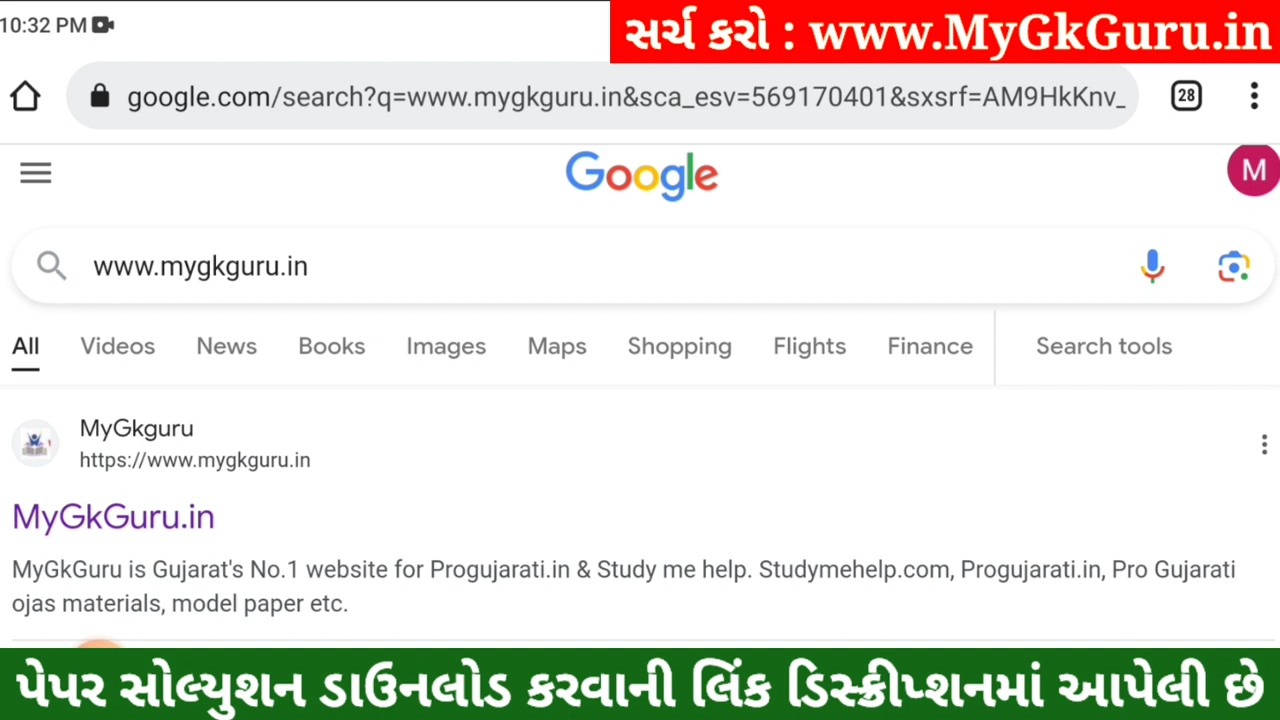 10:32 PM
સર્ચ કરો : www.MyGkGuru.in
google.com/search?q=www.mygkguru.in&sca_esv=569170401&sxsrf=AM9HkKnv_
28
Google
M
www.mygkguru.in
All Videos News Books Images Maps Shopping Flights Finance Search tools
MyGkguru
https://www.mygkguru.in
MyGkGuru.in
MyGkGuru is Gujarat's No.1 website for Progujarati.in & Study me help. Studymehelp.com, Progujarati.in, Pro Gujarati
ojas materials, model paper etc.
પેપર સોલ્યુશન ડાઉનલોડ કરવાની લિંક ડિસ્ક્રીપ્શનમાં આપેલી છે